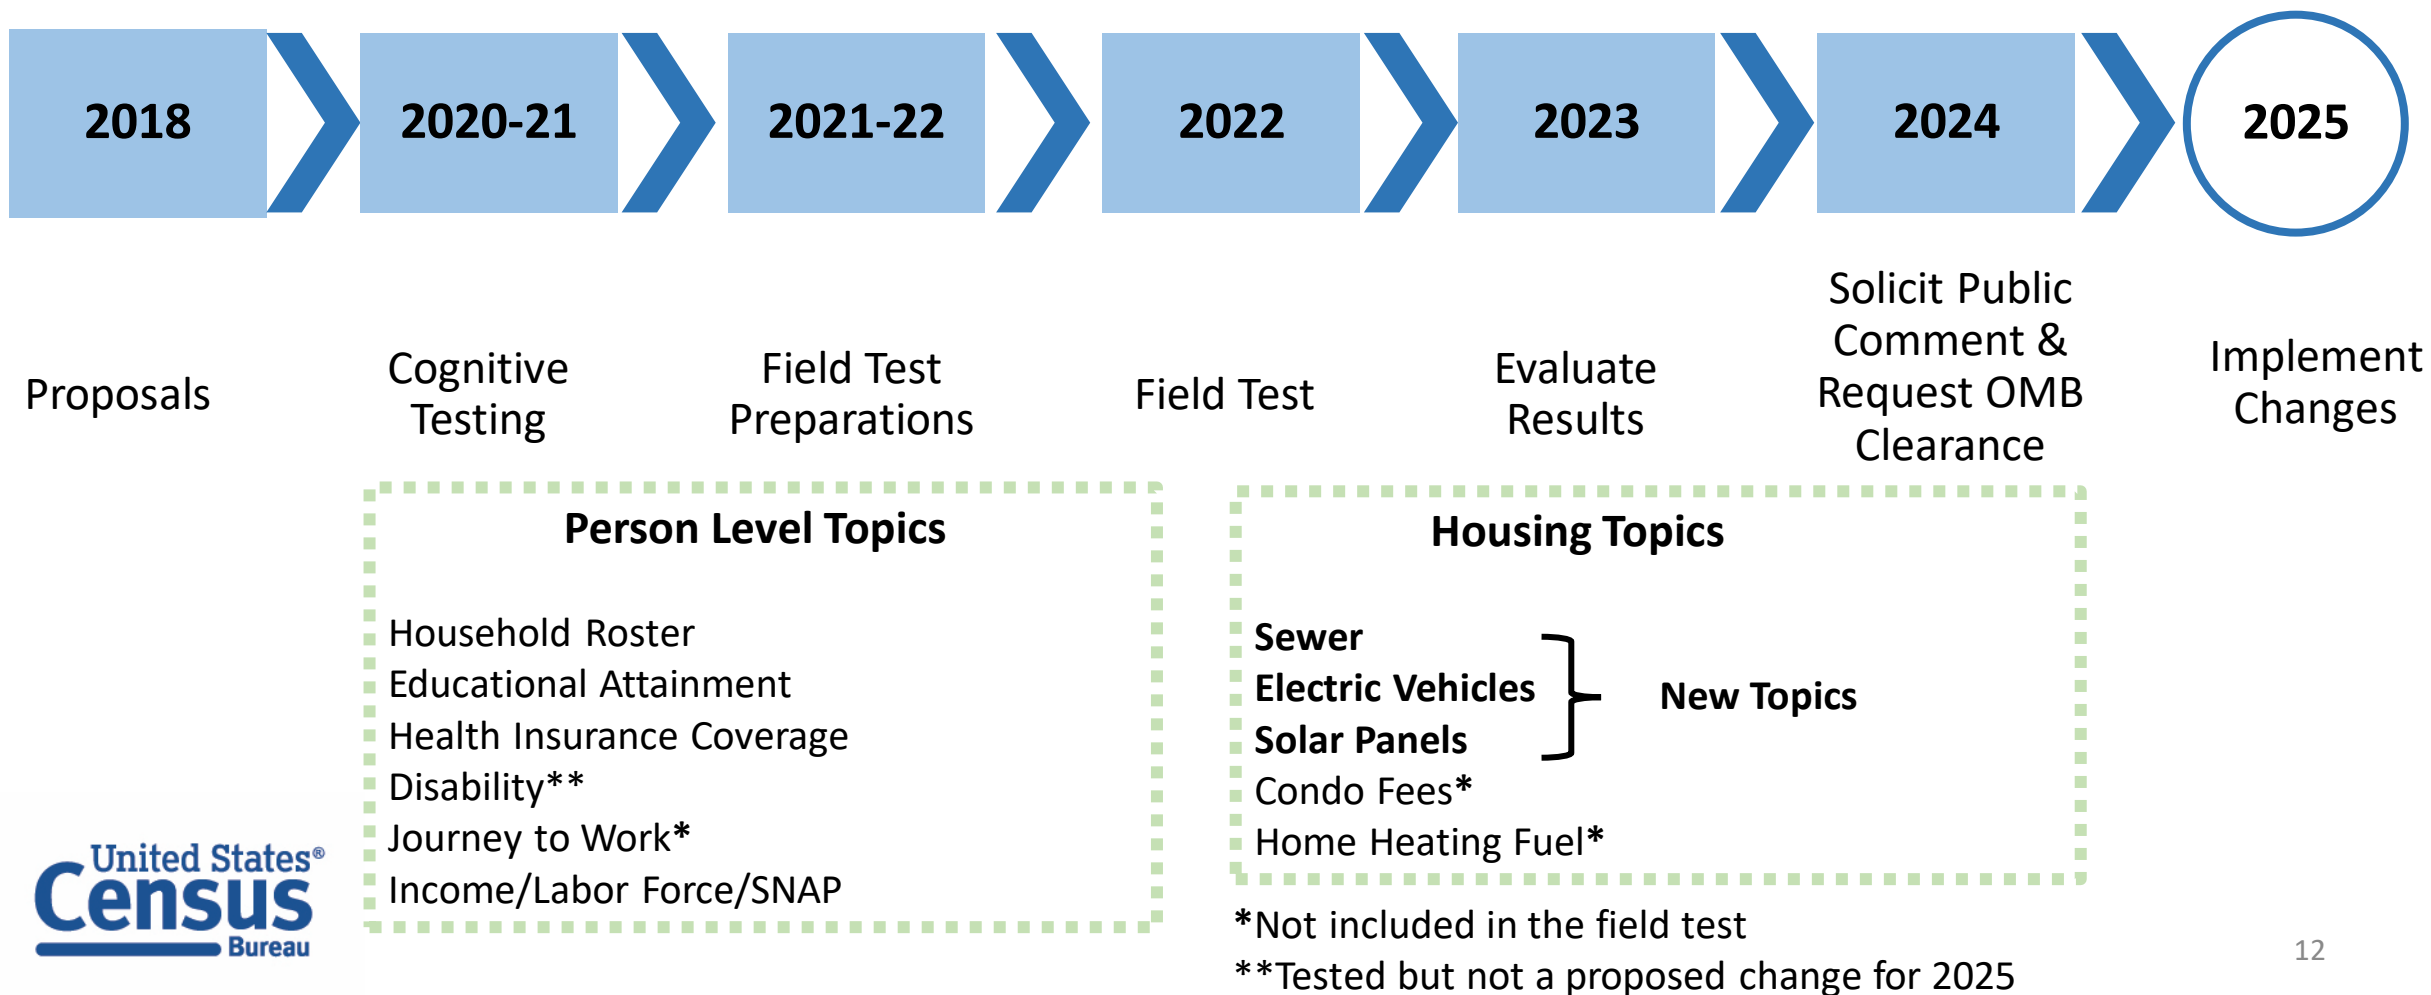 2018
2020-21
2021-22
2022
2023
2024
2025
Proposals
Cognitive
Testing
Field Test
Preparations
Field Test
Evaluate
Results
Solicit Public
Comment &
Request OMB
Clearance
Implement
Changes
Person Level Topics
Household Roster
Educational Attainment
Health Insurance Coverage
Disability**
Journey to Work*
Income/Labor Force/SNAP
Housing Topics
Sewer
Electric Vehicles
Solar Panels
New Topics
Condo Fees*
Home Heating Fuel*
*Not included in the field test
**Tested but not a proposed change for 2025
United States®
Census
Bureau
12